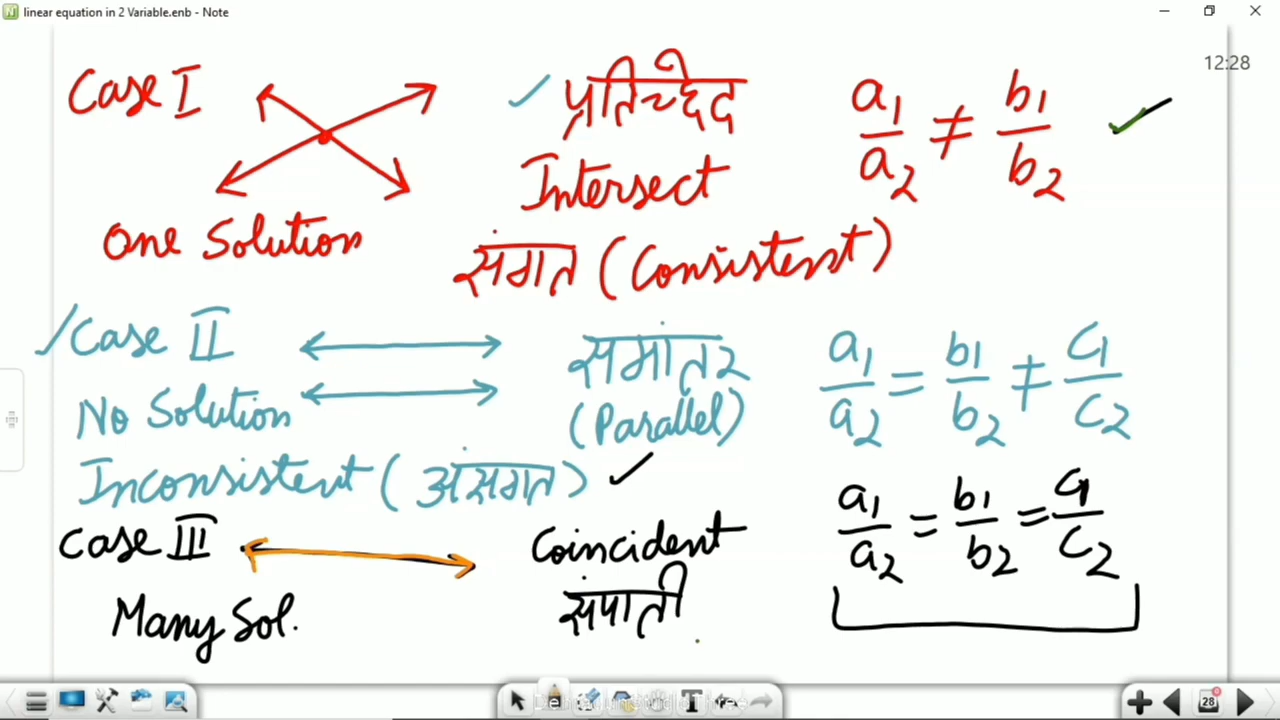 linear equation in 2 Variable.enb - Note
12:28
Case I प्रतिच्छेद a1/a2 ≠ b1/b2
Intersect
One Solution
संगत (Consistent)
Case II समांतर a1/a2 = b1/b2 ≠ c1/c2
No Solution (Parallel)
Inconsistent (अंसगत)
Case III Coincident a1/a2 = b1/b2 = c1/c2
Many Sol. संपाती
28